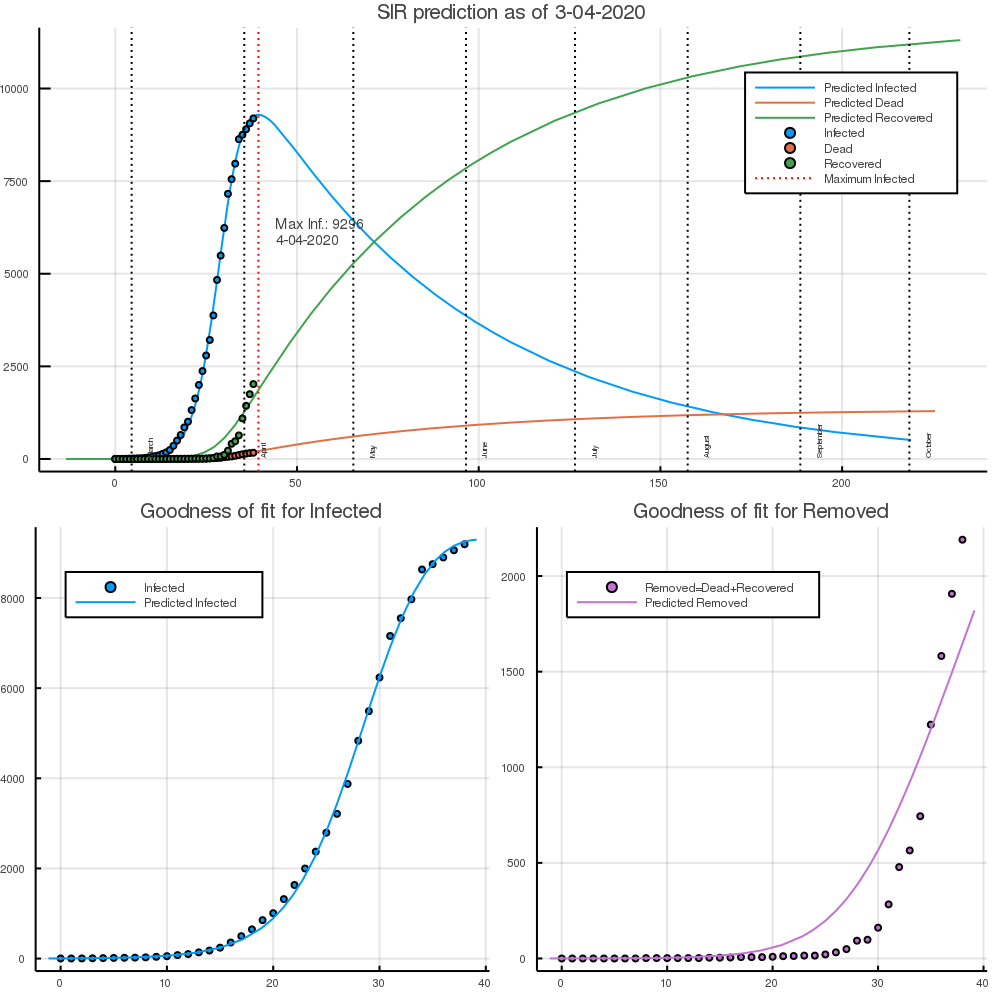 SIR prediction as of 3-04-2020
10000
7500
5000
2500
0
Predicted Infected
Predicted Dead
Predicted Recovered
Infected
Dead
Recovered
Maximum Infected
Max Inf.: 9296
4-04-2020
April
May
June
July
August
September
October
0 50 100 150 200
Goodness of fit for Infected
8000
6000
4000
2000
0
Infected
Predicted Infected
0 10 20 30 40
Goodness of fit for Removed
2000
1500
1000
500
0
Removed=Dead+Recovered
Predicted Removed
0 10 20 30 40